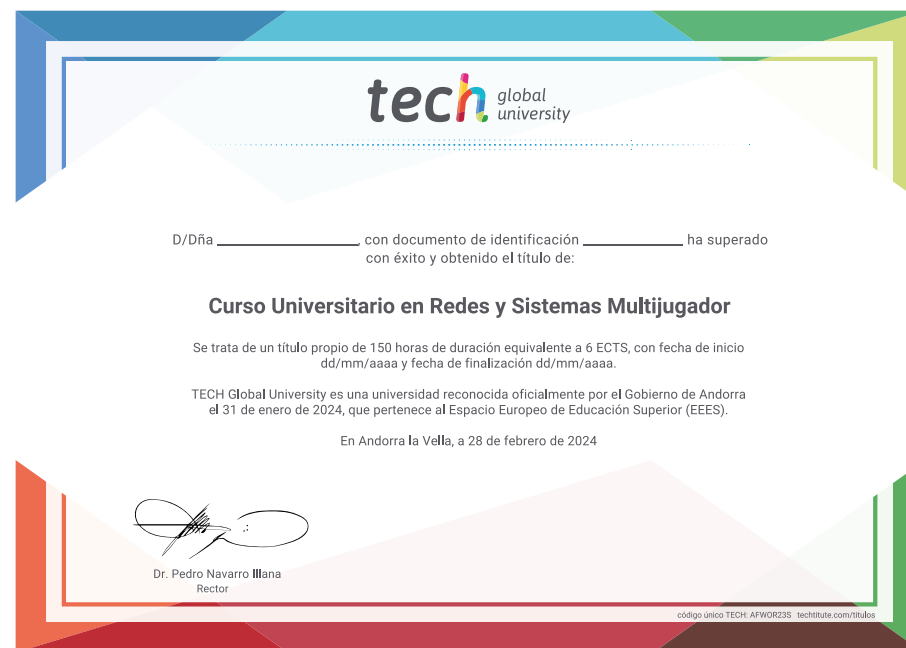 tech global university
D/Dña ____________________, con documento de identificación ______________ ha superado
con éxito y obtenido el título de:
Curso Universitario en Redes y Sistemas Multijugador
Se trata de un título propio de 150 horas de duración equivalente a 6 ECTS, con fecha de inicio
dd/mm/aaaa y fecha de finalización dd/mm/aaaa.
TECH Global University es una universidad reconocida oficialmente por el Gobierno de Andorra
el 31 de enero de 2024, que pertenece al Espacio Europeo de Educación Superior (EEES).
En Andorra la Vella, a 28 de febrero de 2024
Dr. Pedro Navarro Illana
Rector
código único TECH: AFWOR23S techtitute.com/titulos